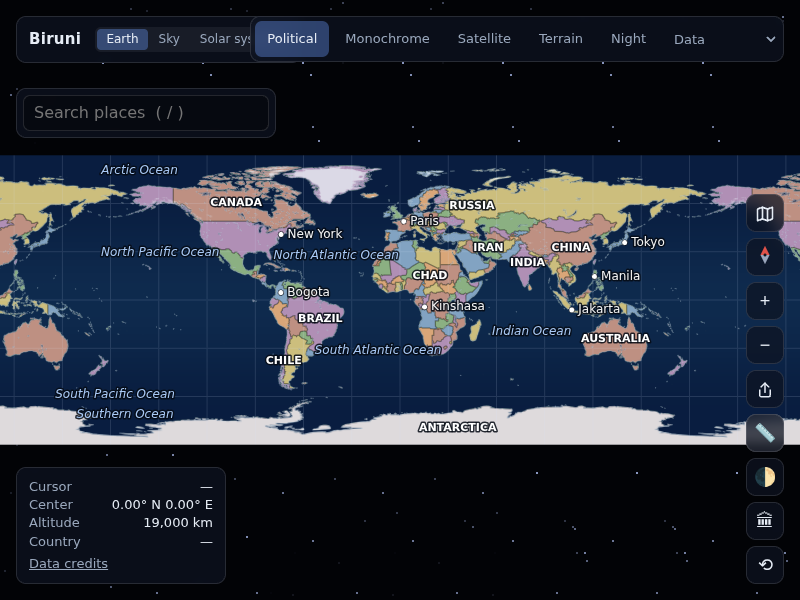 Biruni
Earth Sky Solar sys
Political Monochrome Satellite Terrain Night Data
Search places ( / )
Arctic Ocean
CANADA
RUSSIA
Paris
New York
Tokyo
IRAN
CHINA
North Pacific Ocean
North Atlantic Ocean
INDIA
CHAD
Manila
Bogota
Kinshasa
Jakarta
BRAZIL
Indian Ocean
AUSTRALIA
South Atlantic Ocean
CHILE
South Pacific Ocean
Southern Ocean
ANTARCTICA
Cursor —
Center 0.00° N 0.00° E
Altitude 19,000 km
Country —
Data credits